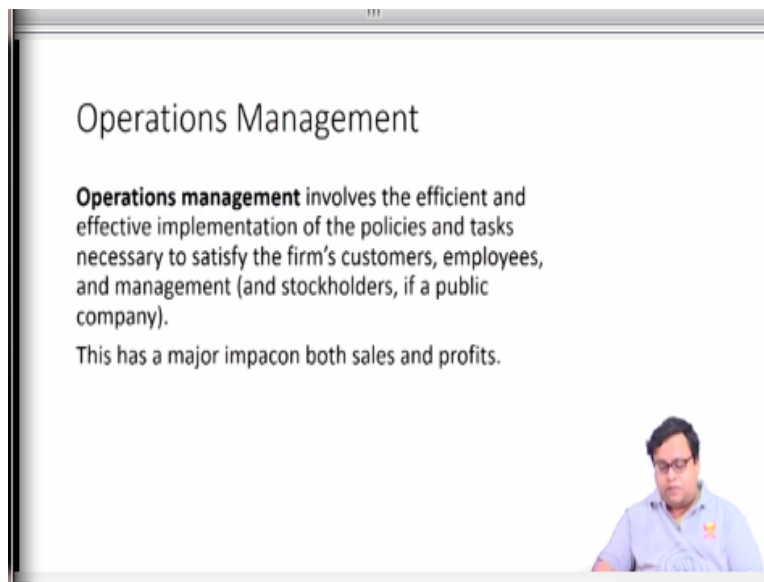 Operations Management
Operations management involves the efficient and
effective implementation of the policies and tasks
necessary to satisfy the firm's customers, employees,
and management (and stockholders, if a public
company).
This has a major impacon both sales and profits.